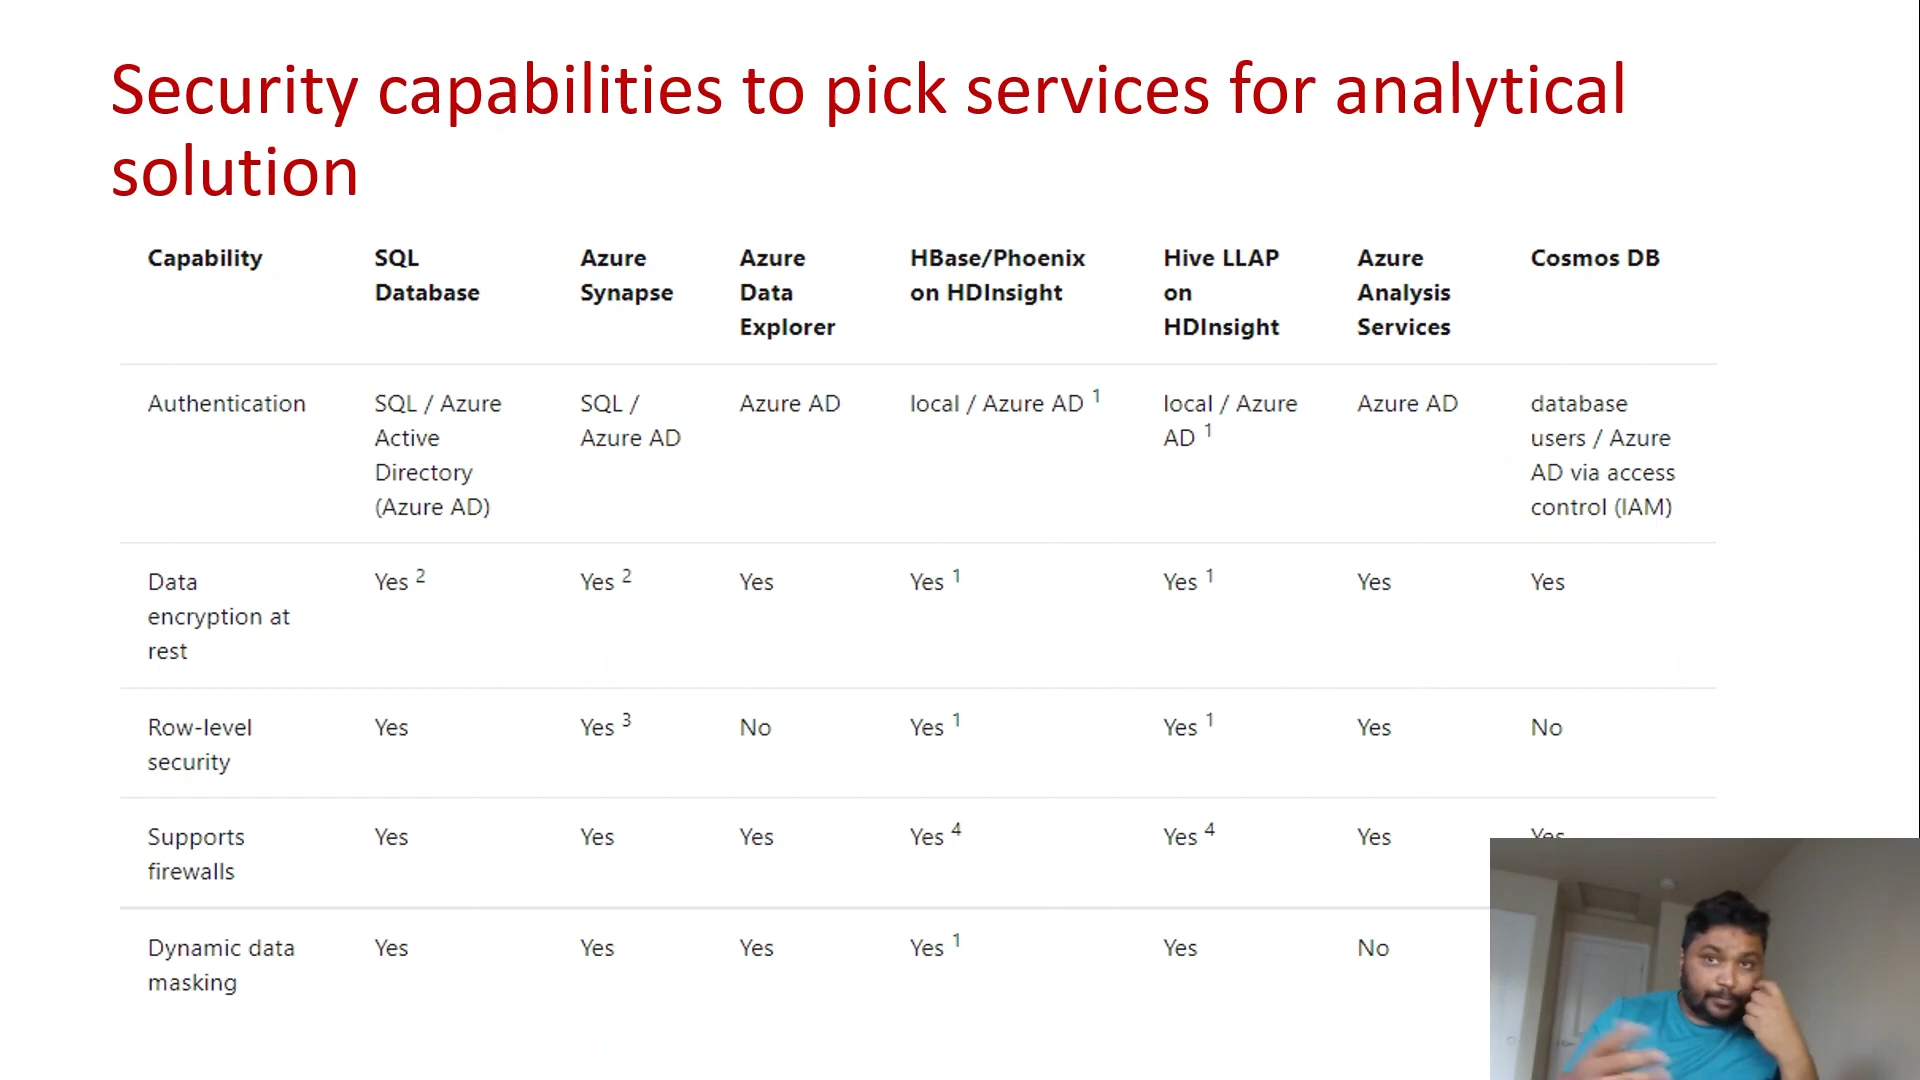 Security capabilities to pick services for analytical
solution
Capability
SQL
Database
Azure
Synapse
Azure
Data
Explorer
HBase/Phoenix
on HDInsight
Hive LLAP
on
HDInsight
Azure
Analysis
Services
Cosmos DB
Authentication
SQL / Azure
Active
Directory
(Azure AD)
SQL /
Azure AD
Azure AD
local / Azure AD 1
local / Azure
AD 1
Azure AD
database
users / Azure
AD via access
control (IAM)
Data
encryption at
rest
Yes 2
Yes 2
Yes
Yes 1
Yes 1
Yes
Yes
Row-level
security
Yes
Yes 3
No
Yes 1
Yes 1
Yes
No
Supports
firewalls
Yes
Yes
Yes
Yes 4
Yes 4
Yes
Yes
Dynamic data
masking
Yes
Yes
Yes
Yes 1
Yes
No